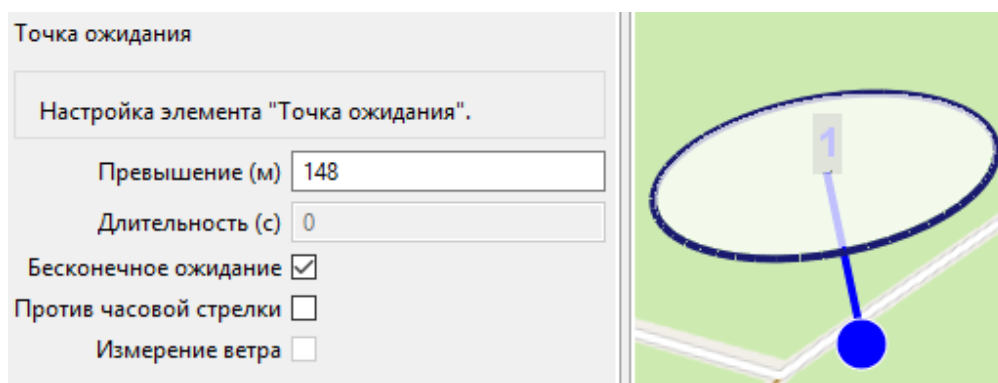 Точка ожидания
Настройка элемента "Точка ожидания".
Превышение (м) 148
Длительность (с) 0
Бесконечное ожидание
Против часовой стрелки
Измерение ветра
1